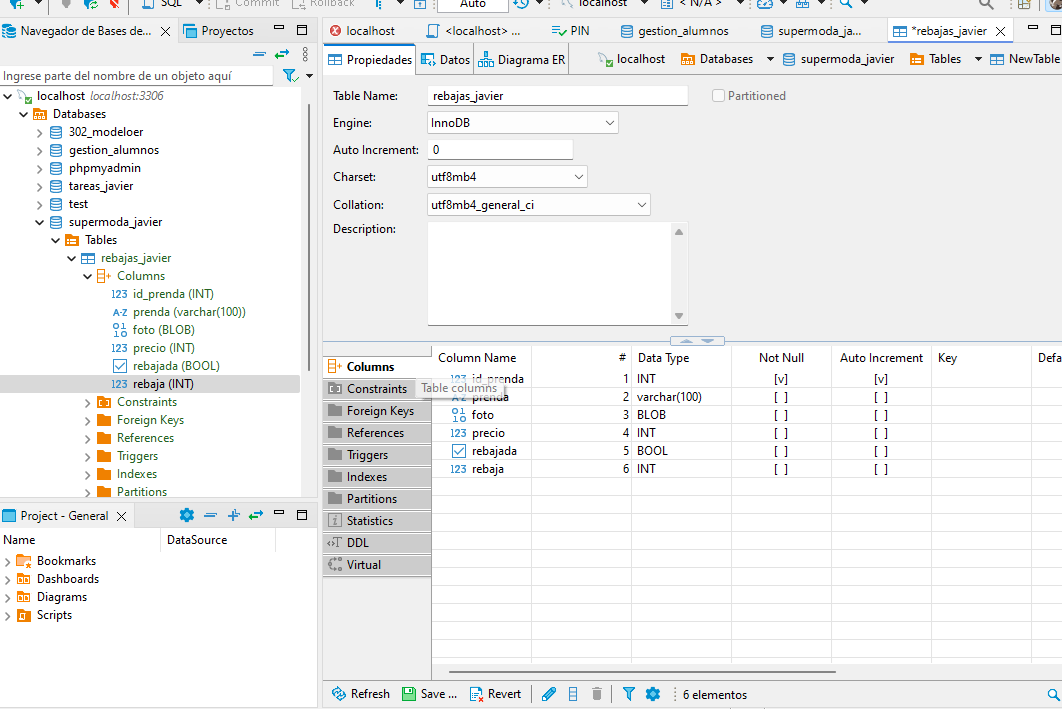 SQL Commit Rollback Auto localhost < N/A >
Navegador de Bases de... Proyectos
Ingrese parte del nombre de un objeto aquí
localhost localhost:3306
Databases
302_modeloer
gestion_alumnos
phpmyadmin
tareas_javier
test
supermoda_javier
Tables
rebajas_javier
Columns
123 id_prenda (INT)
A-Z prenda (varchar(100))
foto (BLOB)
123 precio (INT)
rebajada (BOOL)
123 rebaja (INT)
Constraints
Foreign Keys
References
Triggers
Indexes
Partitions
Project - General
Name DataSource
Bookmarks
Dashboards
Diagrams
Scripts
localhost <localhost> ... PIN gestion_alumnos supermoda_ja... *rebajas_javier
Propiedades Datos Diagrama ER localhost Databases supermoda_javier Tables NewTable
Table Name: rebajas_javier Partitioned
Engine: InnoDB
Auto Increment: 0
Charset: utf8mb4
Collation: utf8mb4_general_ci
Description:
Columns
Constraints
Foreign Keys
References
Triggers
Indexes
Partitions
Statistics
DDL
Virtual
Table columns
Column Name # Data Type Not Null Auto Increment Key Defa
123 id_prenda 1 INT [v] [v]
A-Z prenda 2 varchar(100) [ ] [ ]
foto 3 BLOB [ ] [ ]
123 precio 4 INT [ ] [ ]
rebajada 5 BOOL [ ] [ ]
123 rebaja 6 INT [ ] [ ]
Refresh Save ... Revert 6 elementos